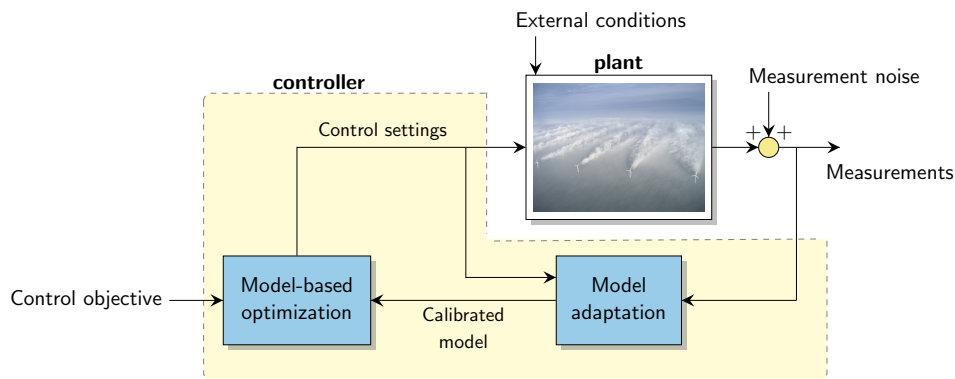 External conditions
plant
Measurement noise
controller
+ +
Control settings
Measurements
Model-based
optimization
Model
adaptation
Control objective
Calibrated
model